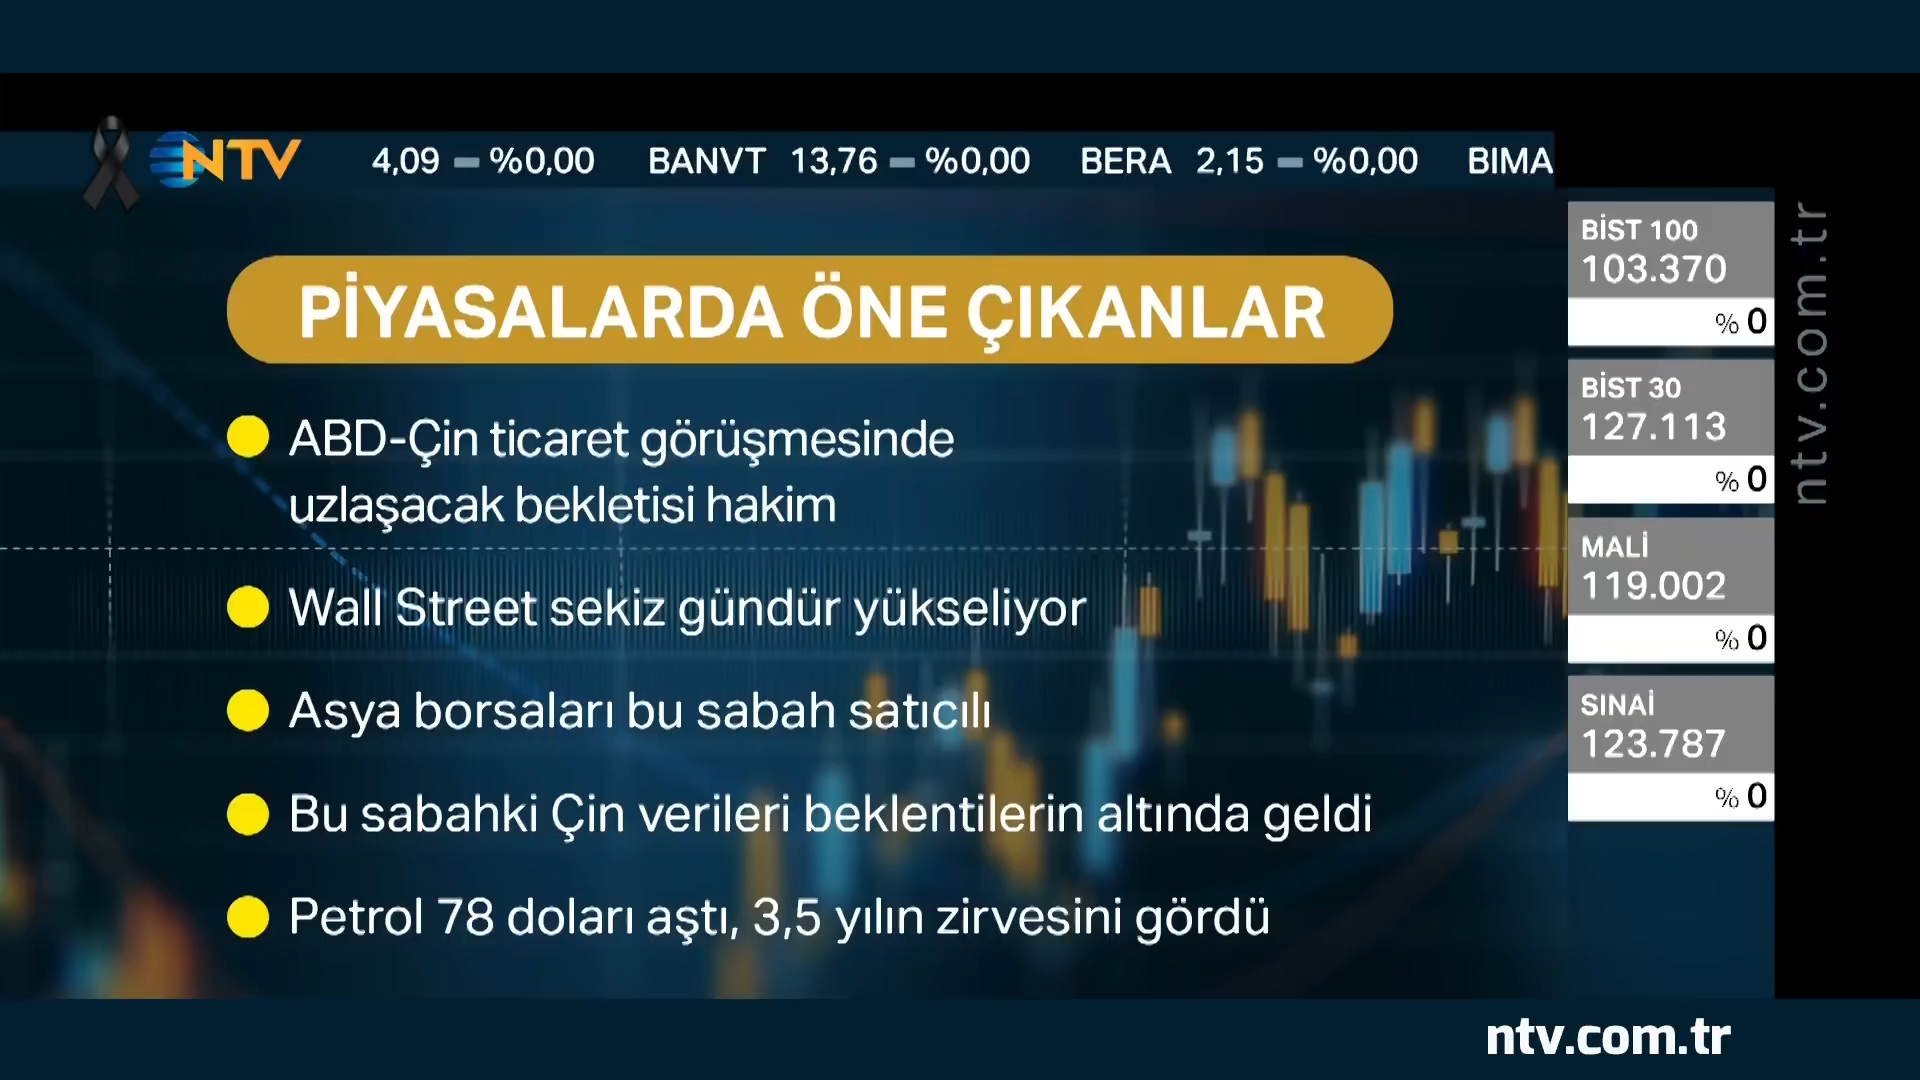 NTV
4,09 – %0,00 BANVT 13,76 – %0,00 BERA 2,15 – %0,00 BIMA
PİYASALARDA ÖNE ÇIKANLAR
ABD-Çin ticaret görüşmesinde
uzlaşacak bekletisi hakim
Wall Street sekiz gündür yükseliyor
Asya borsaları bu sabah satıcılı
Bu sabahki Çin verileri beklentilerin altında geldi
Petrol 78 doları aştı, 3,5 yılın zirvesini gördü
BİST 100
103.370
% 0
BİST 30
127.113
% 0
MALİ
119.002
% 0
SINAİ
123.787
% 0
ntv.com.tr
ntv.com.tr